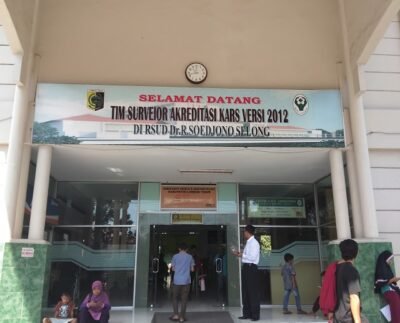 SELAMAT DATANG
TIM SURVEIOR AKREDITASI KARS VERSI 2012
DI RSUD Dr.R.SOEDJONO SELONG